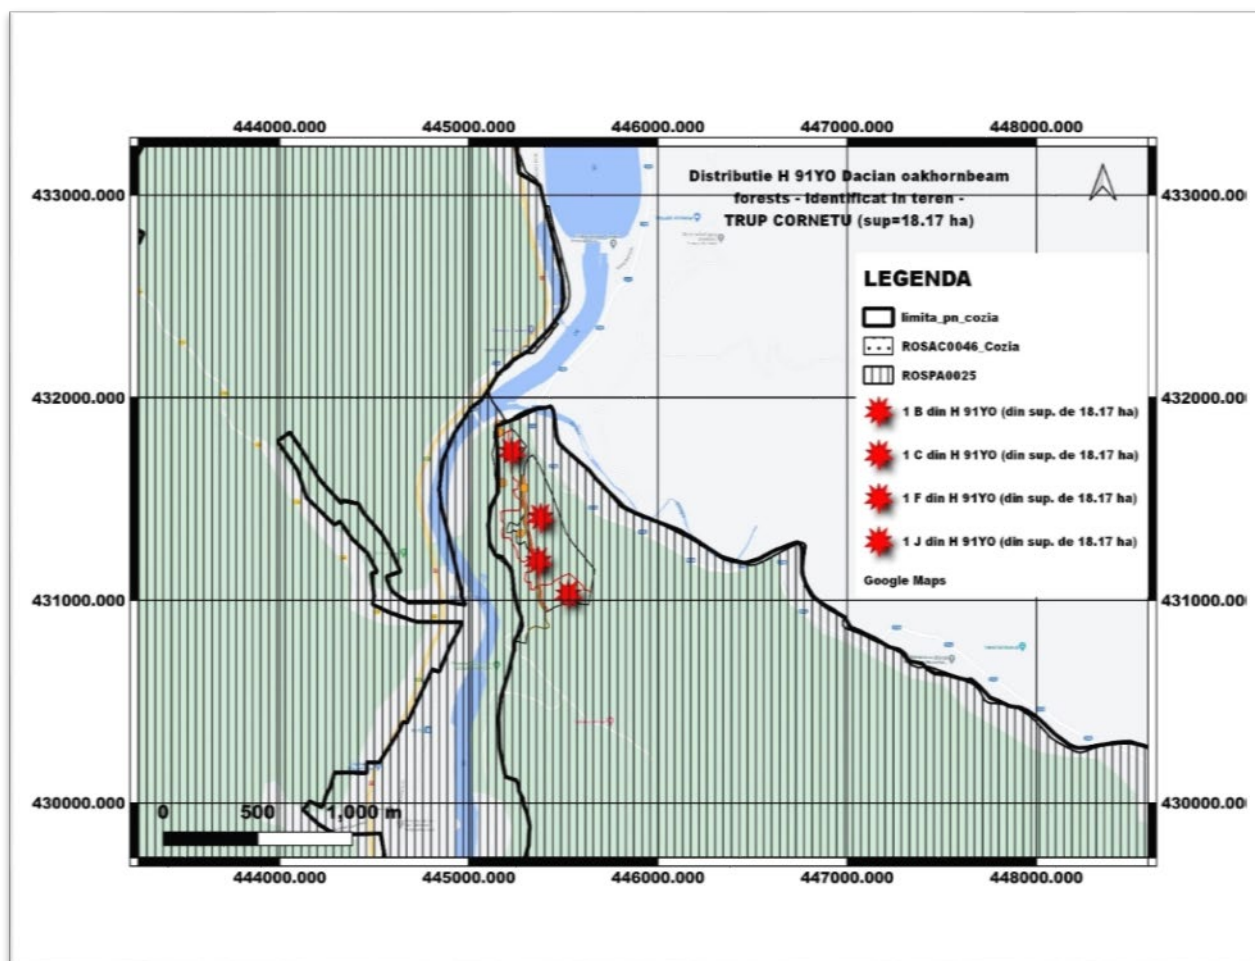 444000.000 445000.000 446000.000 447000.000 448000.000
Distributie H 91YO Dacian oakhornbeam
forests - identificat in teren -
TRUP CORNETU (sup=18.17 ha)
433000.000 433000.000
LEGENDA
limita_pn_cozia
ROSAC0046_Cozia
ROSPA0025
432000.000 432000.000
1 B din H 91YO (din sup. de 18.17 ha)
1 C din H 91YO (din sup. de 18.17 ha)
1 F din H 91YO (din sup. de 18.17 ha)
1 J din H 91YO (din sup. de 18.17 ha)
Google Maps
431000.000 431000.000
430000.000 430000.000
0 500 1,000 m
444000.000 445000.000 446000.000 447000.000 448000.000